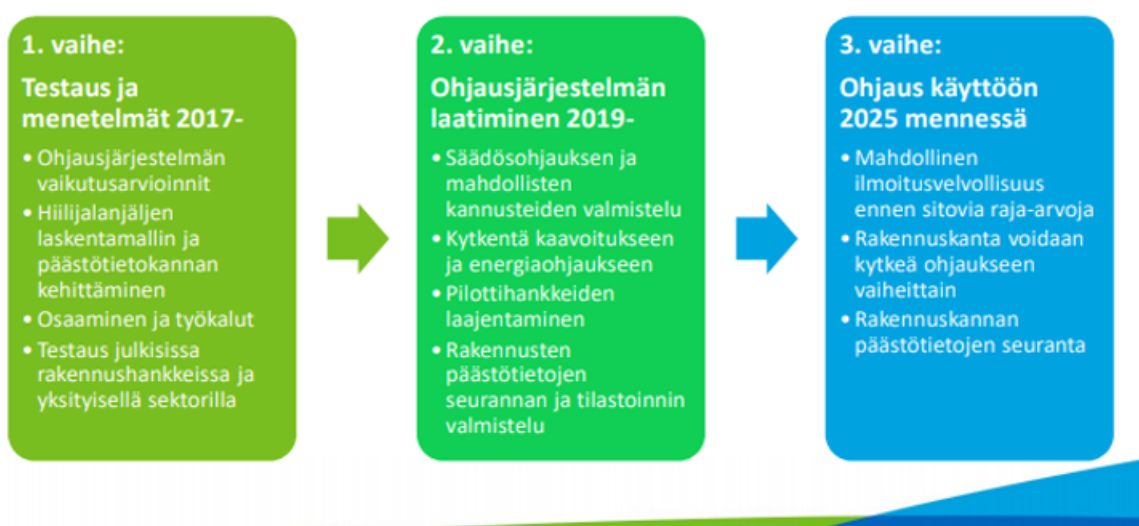 1. vaihe:
Testaus ja
menetelmät 2017-
• Ohjausjärjestelmän
vaikutusarvioinnit
• Hiilijalanjäljen
laskentamallin ja
päästötietokannan
kehittäminen
• Osaaminen ja työkalut
• Testaus julkisissa
rakennushankkeissa ja
yksityisellä sektorilla
2. vaihe:
Ohjausjärjestelmän
laatiminen 2019-
• Säädösohjauksen ja
mahdollisten
kannusteiden valmistelu
• Kytkentä kaavoitukseen
ja energiaohjaukseen
• Pilottihankkeiden
laajentaminen
• Rakennusten
päästötietojen
seurannan ja tilastoinnin
valmistelu
3. vaihe:
Ohjaus käyttöön
2025 mennessä
• Mahdollinen
ilmoitusvelvollisuus
ennen sitovia raja-arvoja
• Rakennuskanta voidaan
kytkeä ohjaukseen
vaiheittain
• Rakennuskannan
päästötietojen seuranta